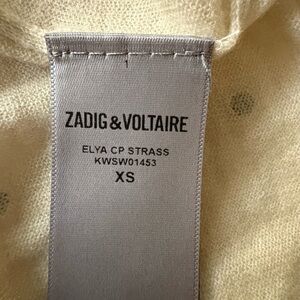 ZADIG&VOLTAIRE
ELYA CP STRASS
KWSW01453
XS